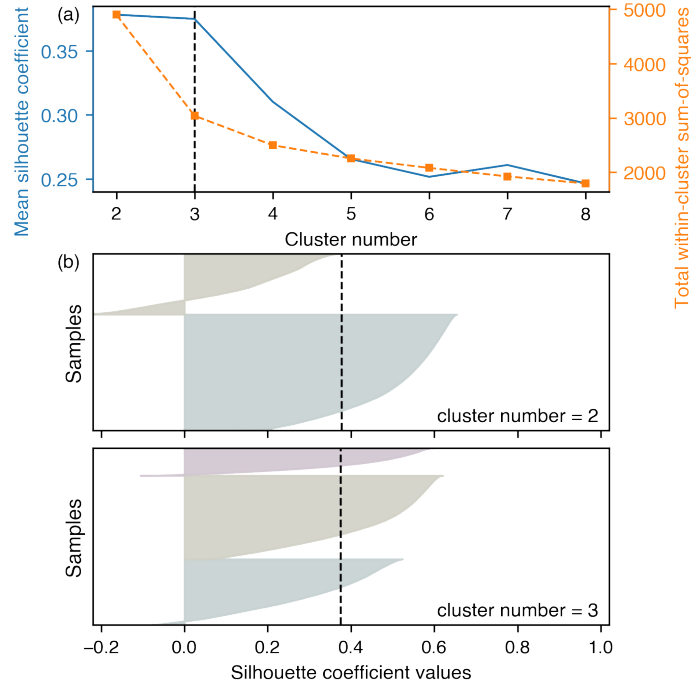 (a)
Mean silhouette coefficient
0.35
0.30
0.25
5000
4000
3000
2000
Total within-cluster sum-of-squares
2 3 4 5 6 7 8
Cluster number
(b)
Samples
cluster number = 2
Samples
cluster number = 3
−0.2 0.0 0.2 0.4 0.6 0.8 1.0
Silhouette coefficient values